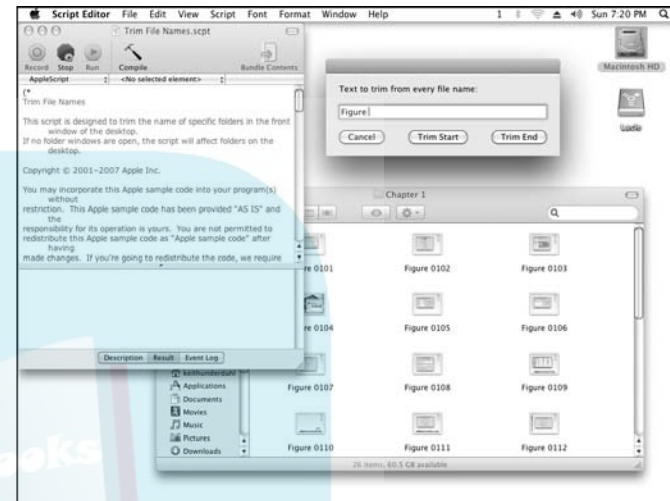 Script Editor File Edit View Script Font Format Window Help 1 Sun 7:20 PM
Trim File Names.scpt
Record Stop Run Compile Bundle Contents
AppleScript <No selected element>
(*
Trim File Names
This script is designed to trim the name of specific folders in the front
window of the desktop.
If no folder windows are open, the script will affect folders on the
desktop.
Copyright © 2001–2007 Apple Inc.
You may incorporate this Apple sample code into your program(s)
without
restriction. This Apple sample code has been provided "AS IS" and
the
responsibility for its operation is yours. You are not permitted to
redistribute this Apple sample code as "Apple sample code" after
having
made changes. If you're going to redistribute the code, we require
Description Result Event Log
Text to trim from every file name:
Figure
Cancel Trim Start Trim End
Macintosh HD
Chapter 1
re 0101 Figure 0102 Figure 0103
re 0104 Figure 0105 Figure 0106
Figure 0107 Figure 0108 Figure 0109
Figure 0110 Figure 0111 Figure 0112
keithunderdahl
Applications
Documents
Movies
Music
Pictures
Downloads
26 items, 60.5 GB available
ooks